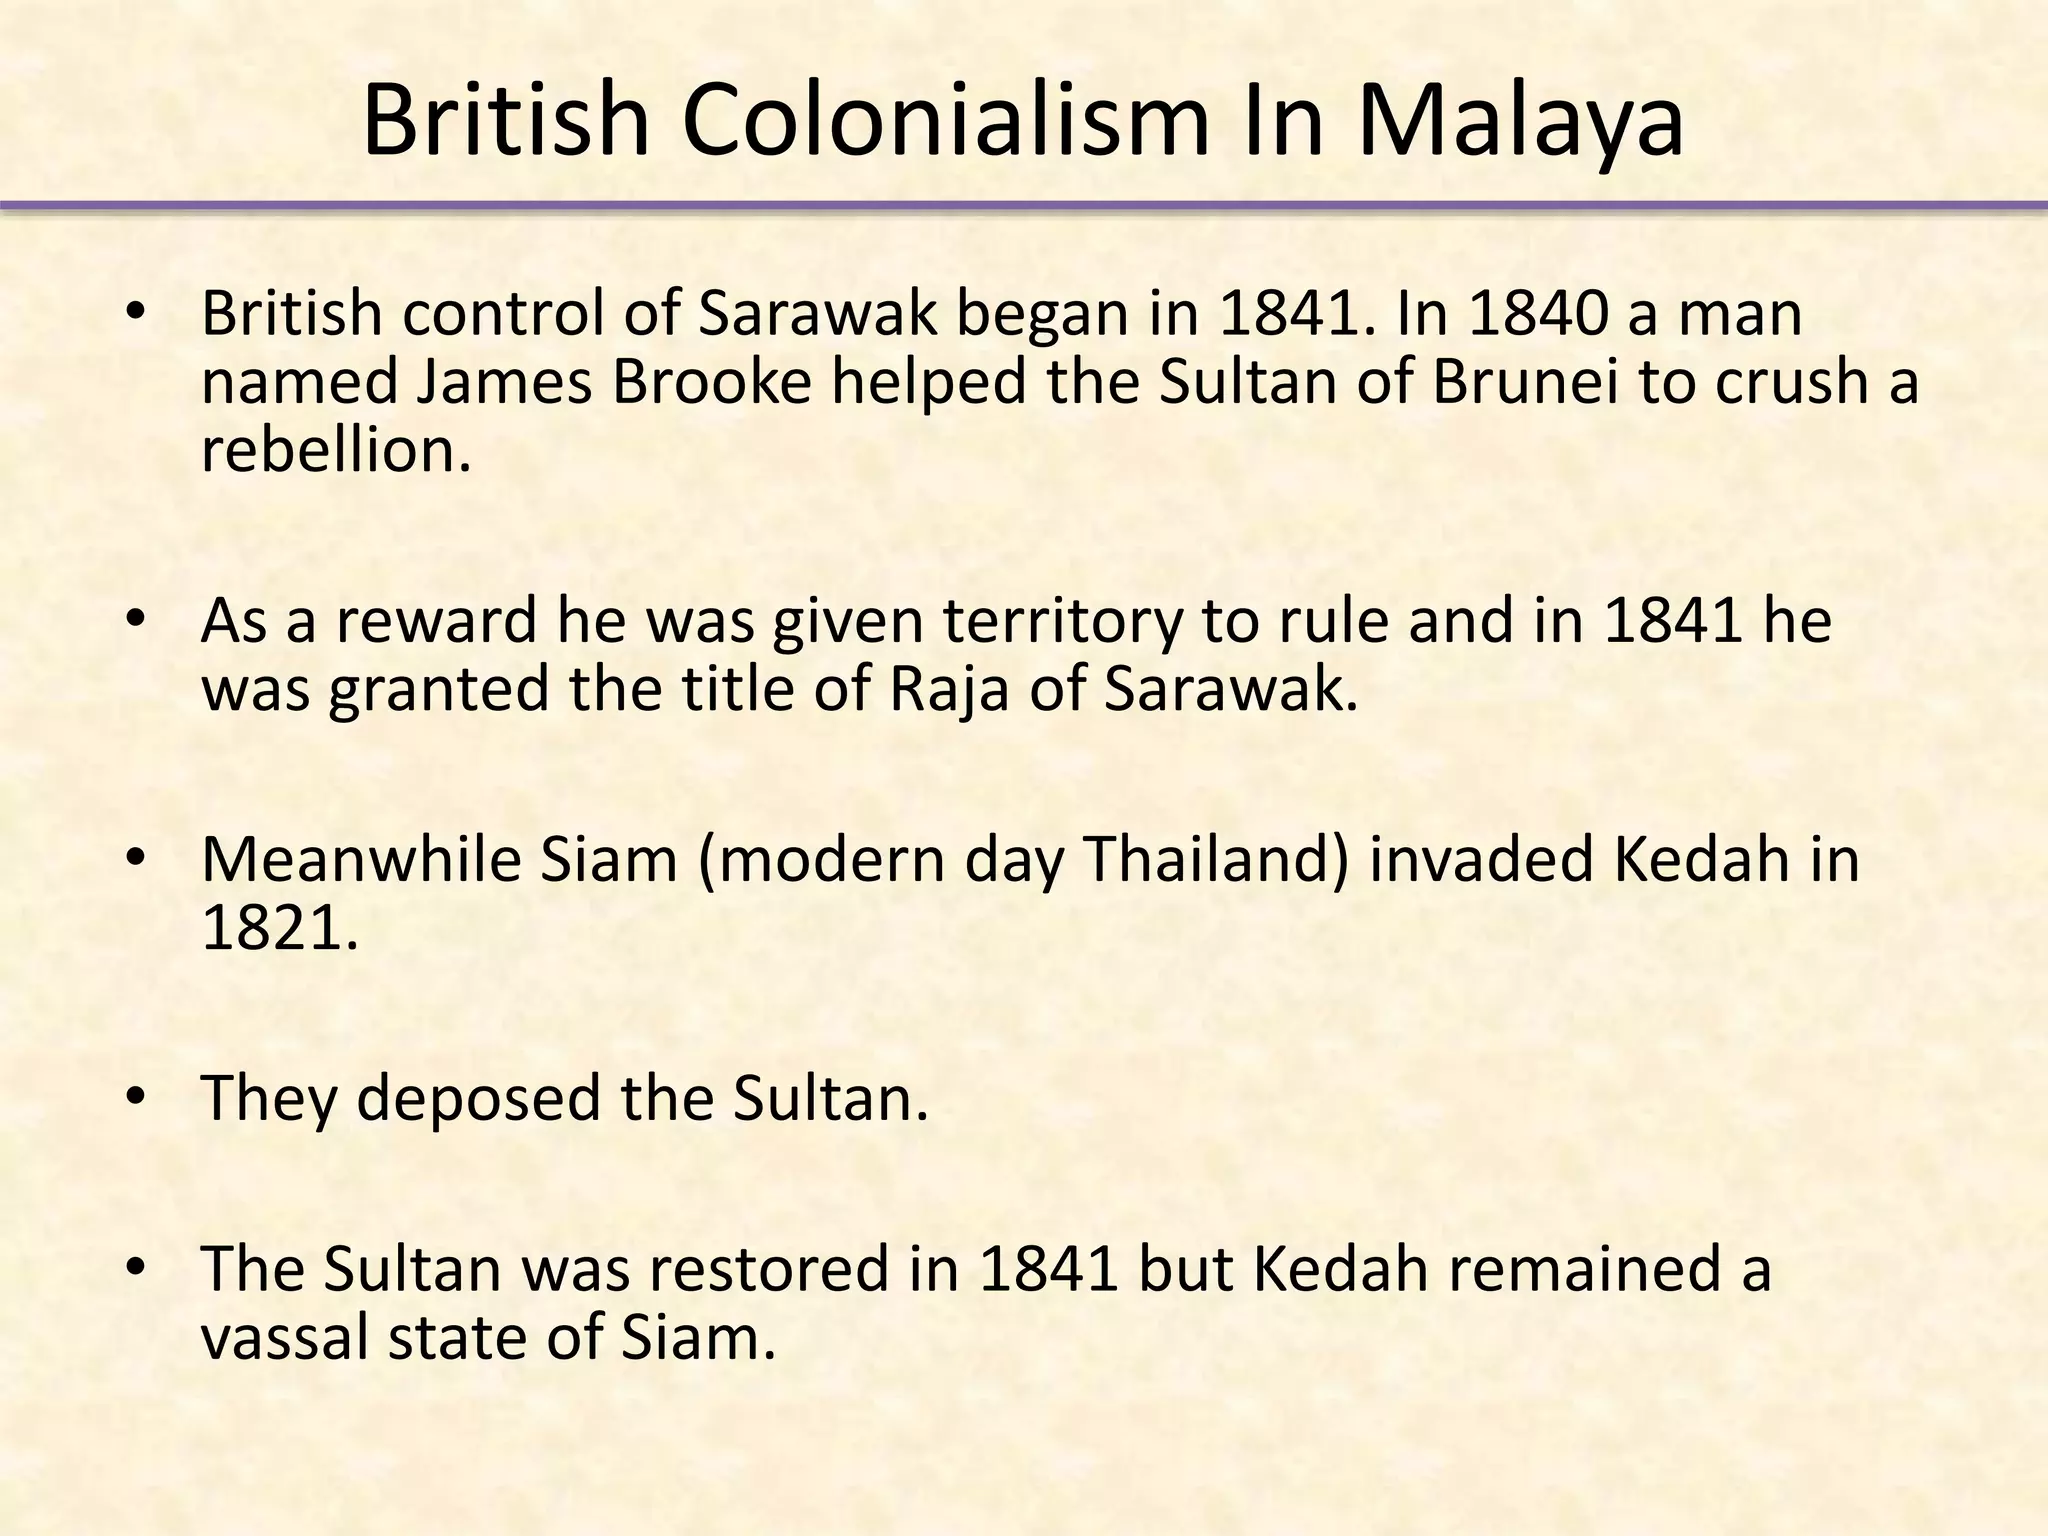 British Colonialism In Malaya
• British control of Sarawak began in 1841. In 1840 a man
named James Brooke helped the Sultan of Brunei to crush a
rebellion.
• As a reward he was given territory to rule and in 1841 he
was granted the title of Raja of Sarawak.
• Meanwhile Siam (modern day Thailand) invaded Kedah in
1821.
• They deposed the Sultan.
• The Sultan was restored in 1841 but Kedah remained a
vassal state of Siam.